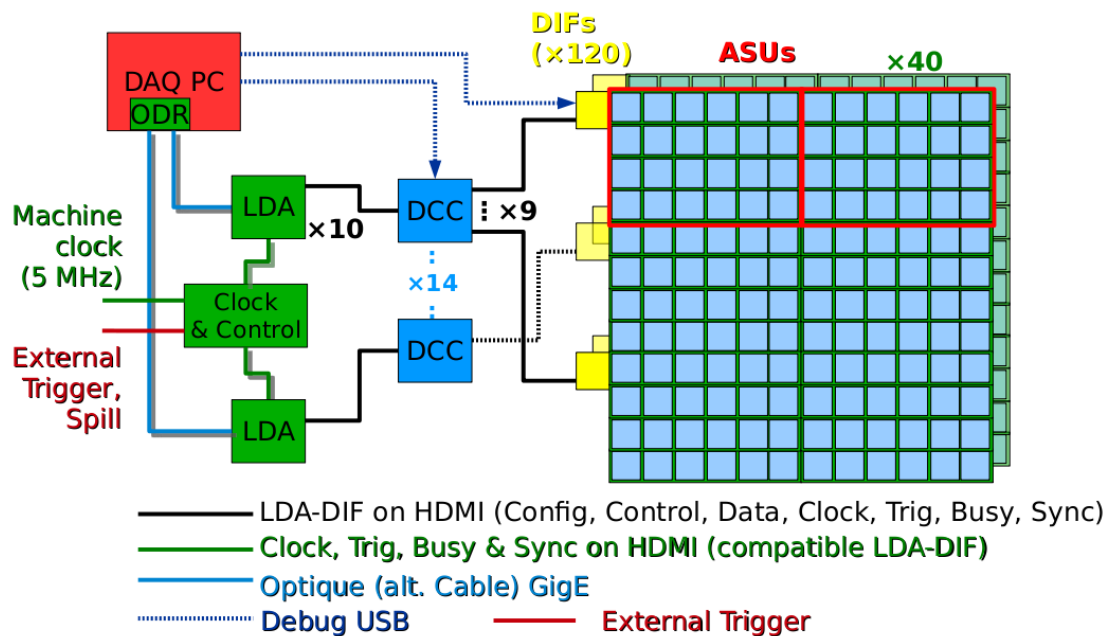 DIFs
(×120)
ASUs
×40
DAQ PC
ODR
LDA
×10
DCC
⋮ ×9
Machine
clock
(5 MHz)
×14
Clock
& Control
DCC
External
Trigger,
Spill
LDA
LDA-DIF on HDMI (Config, Control, Data, Clock, Trig, Busy, Sync)
Clock, Trig, Busy & Sync on HDMI (compatible LDA-DIF)
Optique (alt. Cable) GigE
Debug USB External Trigger